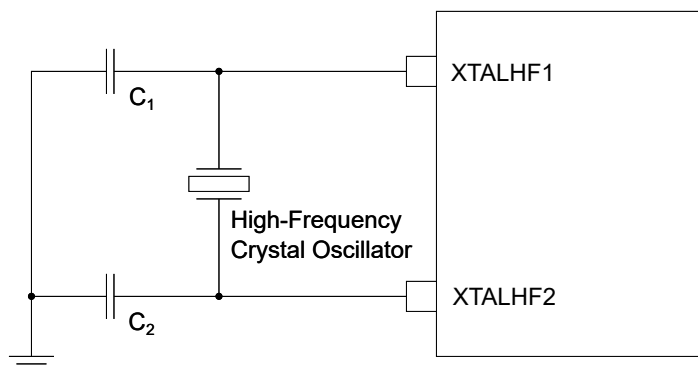 C₁
XTALHF1
High-Frequency
Crystal Oscillator
C₂
XTALHF2